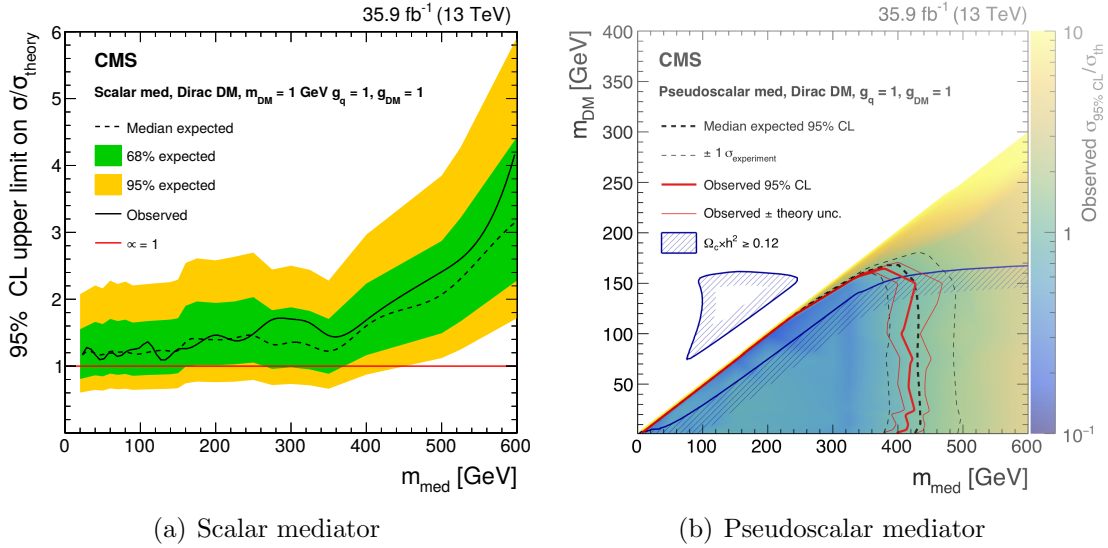 35.9 fb⁻¹ (13 TeV)
95% CL upper limit on σ/σ_theory
6
5
4
3
2
1
CMS
Scalar med, Dirac DM, m_DM = 1 GeV g_q = 1, g_DM = 1
Median expected
68% expected
95% expected
Observed
∝ = 1
0 100 200 300 400 500 600
m_med [GeV]
(a) Scalar mediator
35.9 fb⁻¹ (13 TeV)
m_DM [GeV]
400
350
300
250
200
150
100
50
CMS
Pseudoscalar med, Dirac DM, g_q = 1, g_DM = 1
Median expected 95% CL
± 1 σ_experiment
Observed 95% CL
Observed ± theory unc.
Ω_c×h² ≥ 0.12
0 100 200 300 400 500 600
m_med [GeV]
10
1
10⁻¹
Observed σ_95% CL/σ_th
(b) Pseudoscalar mediator